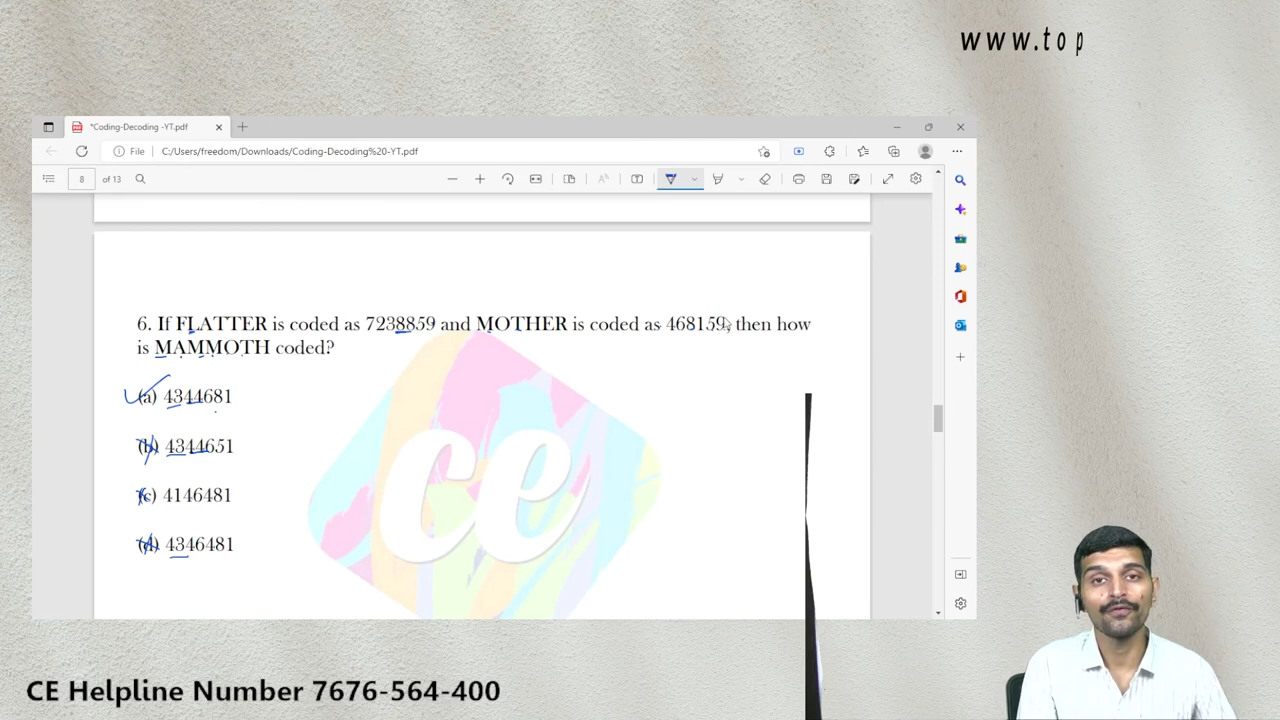 www.top
*Coding-Decoding -YT.pdf
File C:/Users/freedom/Downloads/Coding-Decoding%20-YT.pdf
8 of 13
6. If FLATTER is coded as 7238859 and MOTHER is coded as 468159, then how
is MAMMOTH coded?
(a) 4344681
(b) 4344651
(c) 4146481
(d) 4346481
ce
CE Helpline Number 7676-564-400